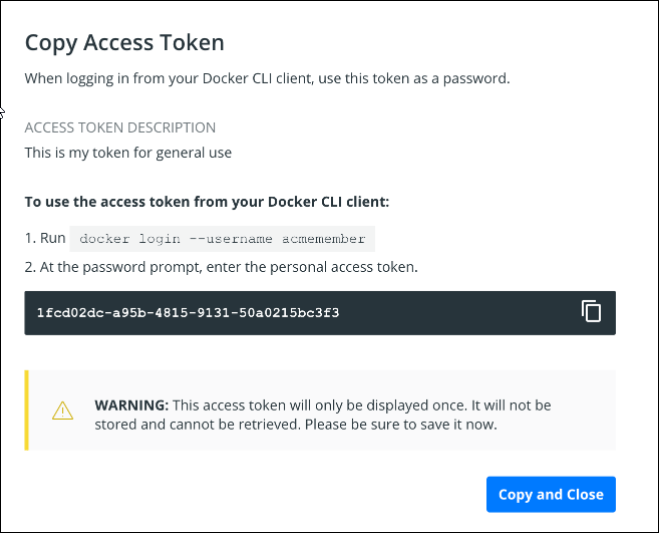 Copy Access Token
When logging in from your Docker CLI client, use this token as a password.
ACCESS TOKEN DESCRIPTION
This is my token for general use
To use the access token from your Docker CLI client:
1. Run docker login --username acmemember
2. At the password prompt, enter the personal access token.
1fcd02dc-a95b-4815-9131-50a0215bc3f3
WARNING: This access token will only be displayed once. It will not be
stored and cannot be retrieved. Please be sure to save it now.
Copy and Close